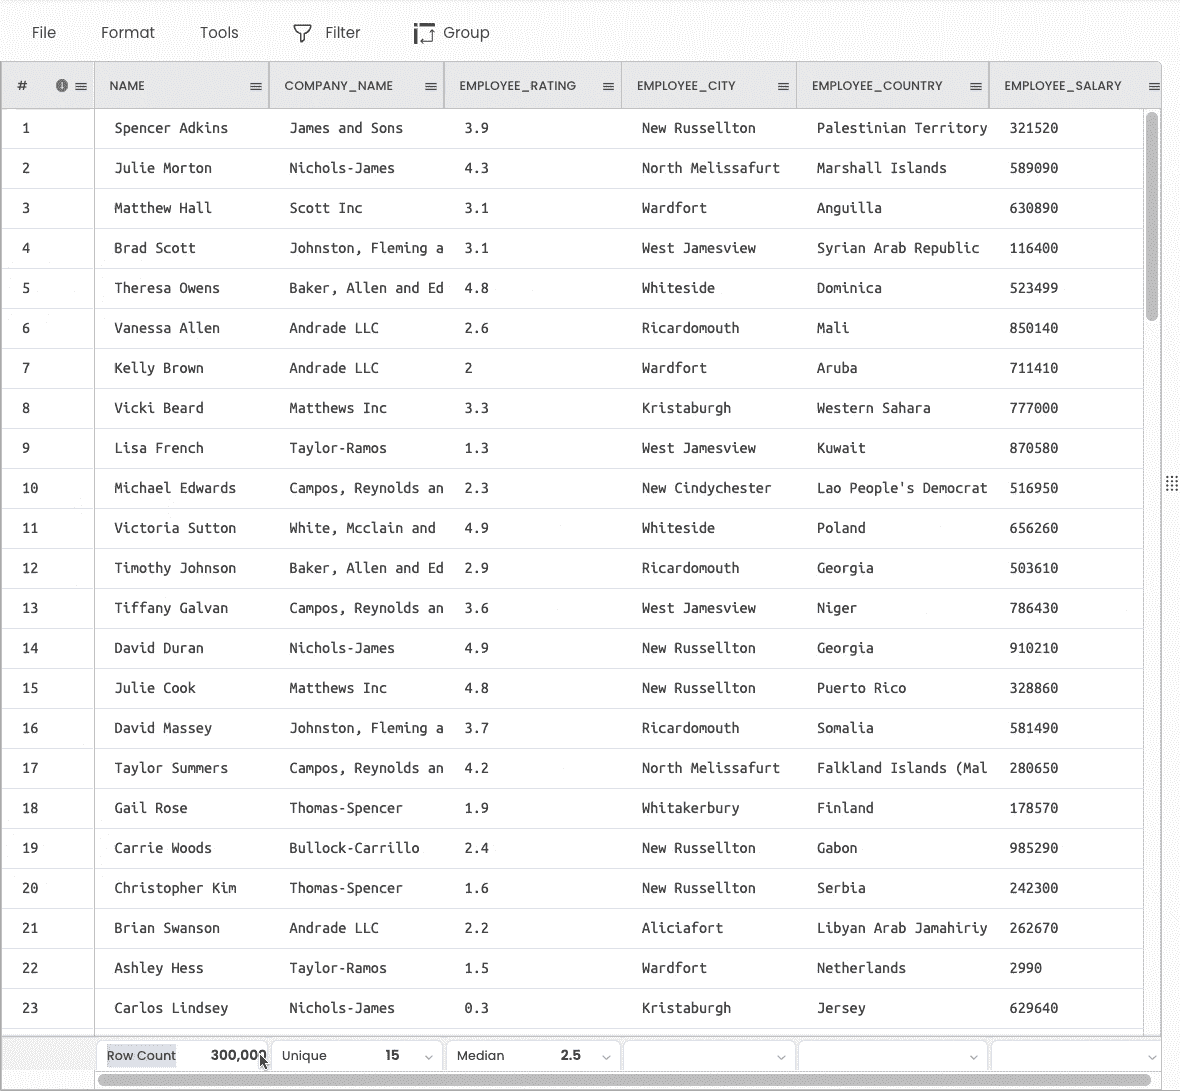 File Format Tools Filter Group
# NAME COMPANY_NAME EMPLOYEE_RATING EMPLOYEE_CITY EMPLOYEE_COUNTRY EMPLOYEE_SALARY
1 Spencer Adkins James and Sons 3.9 New Russellton Palestinian Territory 321520
2 Julie Morton Nichols-James 4.3 North Melissafurt Marshall Islands 589090
3 Matthew Hall Scott Inc 3.1 Wardfort Anguilla 630890
4 Brad Scott Johnston, Fleming a 3.1 West Jamesview Syrian Arab Republic 116400
5 Theresa Owens Baker, Allen and Ed 4.8 Whiteside Dominica 523499
6 Vanessa Allen Andrade LLC 2.6 Ricardomouth Mali 850140
7 Kelly Brown Andrade LLC 2 Wardfort Aruba 711410
8 Vicki Beard Matthews Inc 3.3 Kristaburgh Western Sahara 777000
9 Lisa French Taylor-Ramos 1.3 West Jamesview Kuwait 870580
10 Michael Edwards Campos, Reynolds an 2.3 New Cindychester Lao People's Democrat 516950
11 Victoria Sutton White, Mcclain and 4.9 Whiteside Poland 656260
12 Timothy Johnson Baker, Allen and Ed 2.9 Ricardomouth Georgia 503610
13 Tiffany Galvan Campos, Reynolds an 3.6 West Jamesview Niger 786430
14 David Duran Nichols-James 4.9 New Russellton Georgia 910210
15 Julie Cook Matthews Inc 4.8 New Russellton Puerto Rico 328860
16 David Massey Johnston, Fleming a 3.7 Ricardomouth Somalia 581490
17 Taylor Summers Campos, Reynolds an 4.2 North Melissafurt Falkland Islands (Mal 280650
18 Gail Rose Thomas-Spencer 1.9 Whitakerbury Finland 178570
19 Carrie Woods Bullock-Carrillo 2.4 New Russellton Gabon 985290
20 Christopher Kim Thomas-Spencer 1.6 New Russellton Serbia 242300
21 Brian Swanson Andrade LLC 2.2 Aliciafort Libyan Arab Jamahiriy 262670
22 Ashley Hess Taylor-Ramos 1.5 Wardfort Netherlands 2990
23 Carlos Lindsey Nichols-James 0.3 Kristaburgh Jersey 629640
Row Count 300,000 Unique 15 Median 2.5